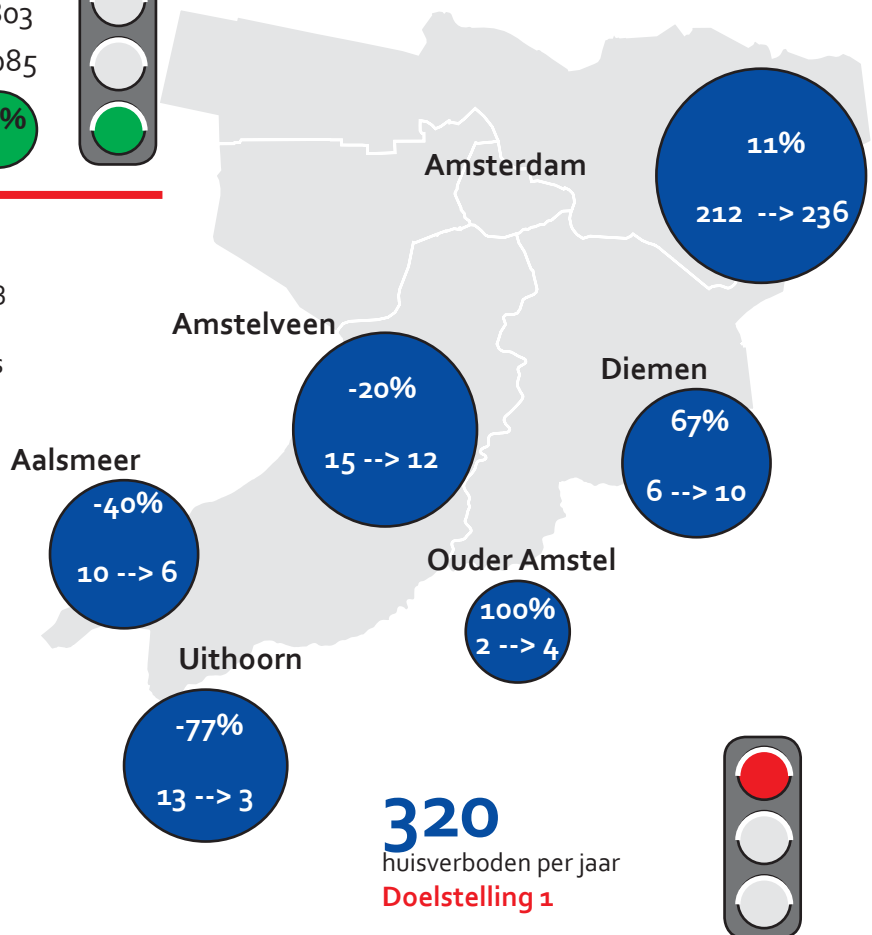 %
Amsterdam
11%
212 --> 236
Amstelveen
-20%
15 --> 12
Diemen
67%
6 --> 10
Aalsmeer
-40%
10 --> 6
Ouder Amstel
100%
2 --> 4
Uithoorn
-77%
13 --> 3
320
huisverboden per jaar
Doelstelling 1